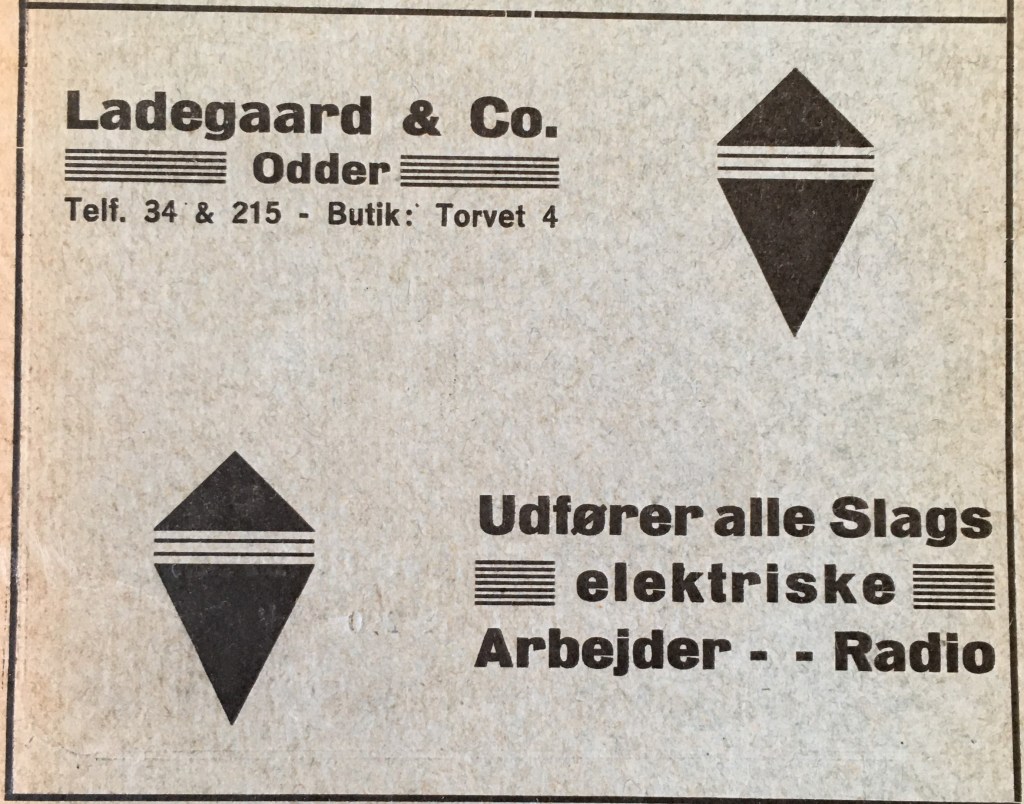 Ladegaard & Co.
Odder
Telf. 34 & 215 - Butik: Torvet 4
Udfører alle Slags
elektriske
Arbejder - - Radio